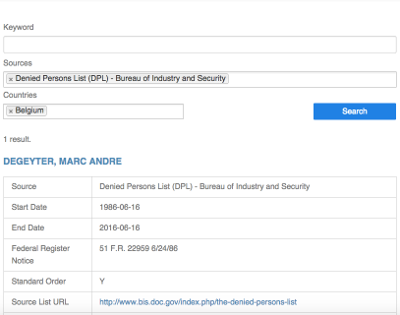 Keyword
Sources
× Denied Persons List (DPL) - Bureau of Industry and Security
Countries
× Belgium
Search
1 result.
DEGEYTER, MARC ANDRE
Source Denied Persons List (DPL) - Bureau of Industry and Security
Start Date 1986-06-16
End Date 2016-06-16
Federal Register 51 F.R. 22959 6/24/86
Notice
Standard Order Y
Source List URL http://www.bis.doc.gov/index.php/the-denied-persons-list